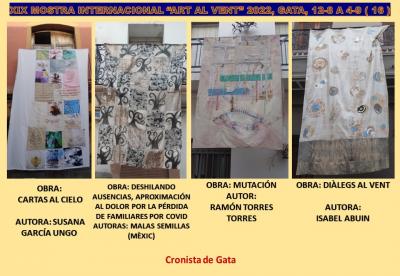 XIX MOSTRA INTERNACIONAL "ART AL VENT" 2022, GATA, 12-8 A 4-9 ( 16 )
OBRA:
CARTAS AL CIELO
AUTORA: SUSANA
GARCÍA UNGO
OBRA: DESHILANDO
AUSENCIAS, APROXIMACIÓN
AL DOLOR POR LA PÉRDIDA
DE FAMILIARES POR COVID
AUTORAS: MALAS SEMILLAS
(MÈXIC)
OBRA: MUTACIÓN
AUTOR:
RAMÓN TORRES
TORRES
OBRA: DIÀLEGS AL VENT
AUTORA:
ISABEL ABUIN
Cronista de Gata